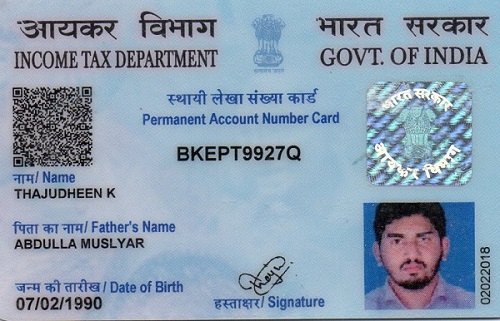 आयकर विभाग
INCOME TAX DEPARTMENT
भारत सरकार
GOVT. OF INDIA
स्थायी लेखा संख्या कार्ड
Permanent Account Number Card
BKEPT9927Q
नाम/ Name
THAJUDHEEN K
पिता का नाम/ Father's Name
ABDULLA MUSLYAR
जन्म की तारीख/ Date of Birth
07/02/1990
हस्ताक्षर/ Signature
भारत सरकार
आयकर विभाग
02022018